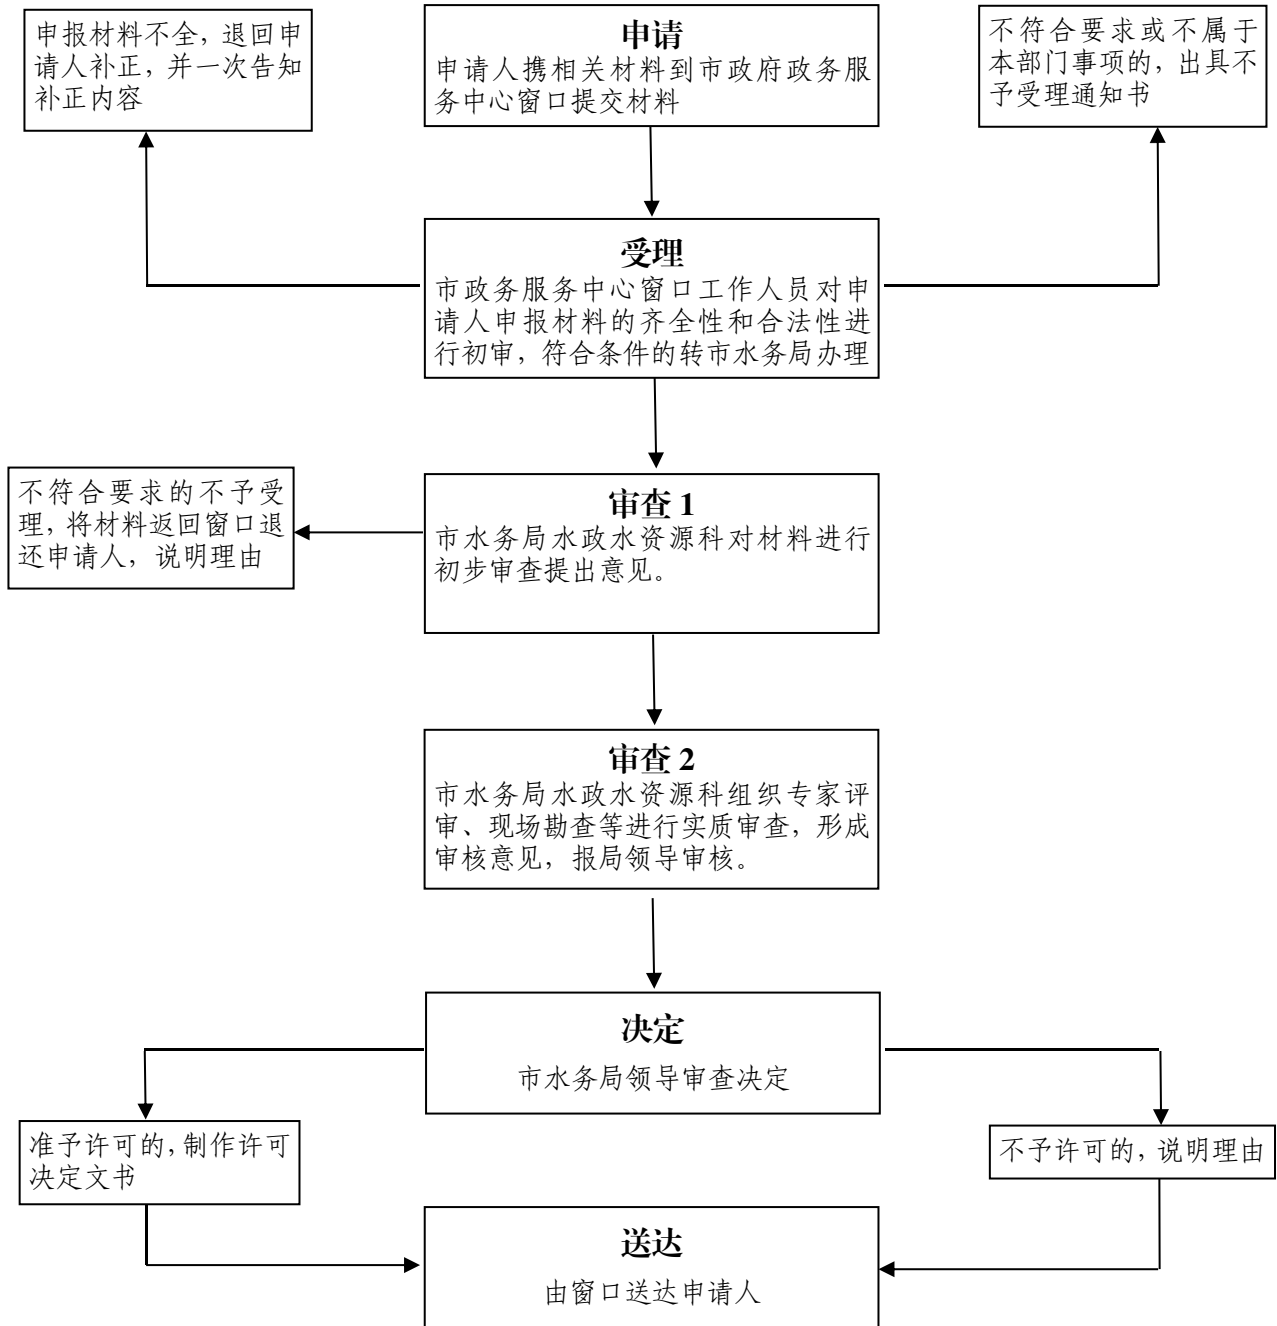 申报材料不全，退回申
请人补正，并一次告知
补正内容
申请
申请人携相关材料到市政府政务服
务中心窗口提交材料
不符合要求或不属于
本部门事项的，出具不
予受理通知书
受理
市政务服务中心窗口工作人员对申
请人申报材料的齐全性和合法性进
行初审，符合条件的转市水务局办理
不符合要求的不予受
理，将材料返回窗口退
还申请人，说明理由
审查 1
市水务局水政水资源科对材料进行
初步审查提出意见。
审查 2
市水务局水政水资源科组织专家评
审、现场勘查等进行实质审查，形成
审核意见，报局领导审核。
决定
市水务局领导审查决定
准予许可的，制作许可
决定文书
不予许可的，说明理由
送达
由窗口送达申请人